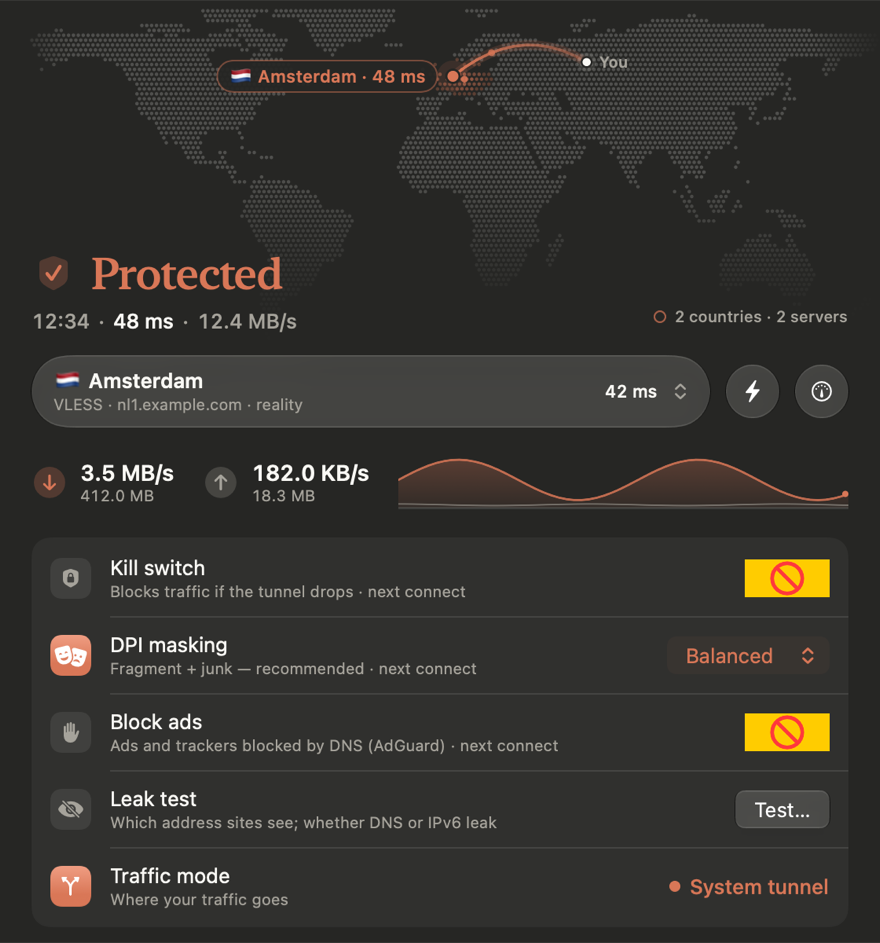 Amsterdam · 48 ms
You
Protected
12:34 · 48 ms · 12.4 MB/s
2 countries · 2 servers
Amsterdam
VLESS · nl1.example.com · reality
42 ms
3.5 MB/s
412.0 MB
182.0 KB/s
18.3 MB
Kill switch
Blocks traffic if the tunnel drops · next connect
DPI masking
Fragment + junk — recommended · next connect
Balanced
Block ads
Ads and trackers blocked by DNS (AdGuard) · next connect
Leak test
Which address sites see; whether DNS or IPv6 leak
Test...
Traffic mode
Where your traffic goes
System tunnel